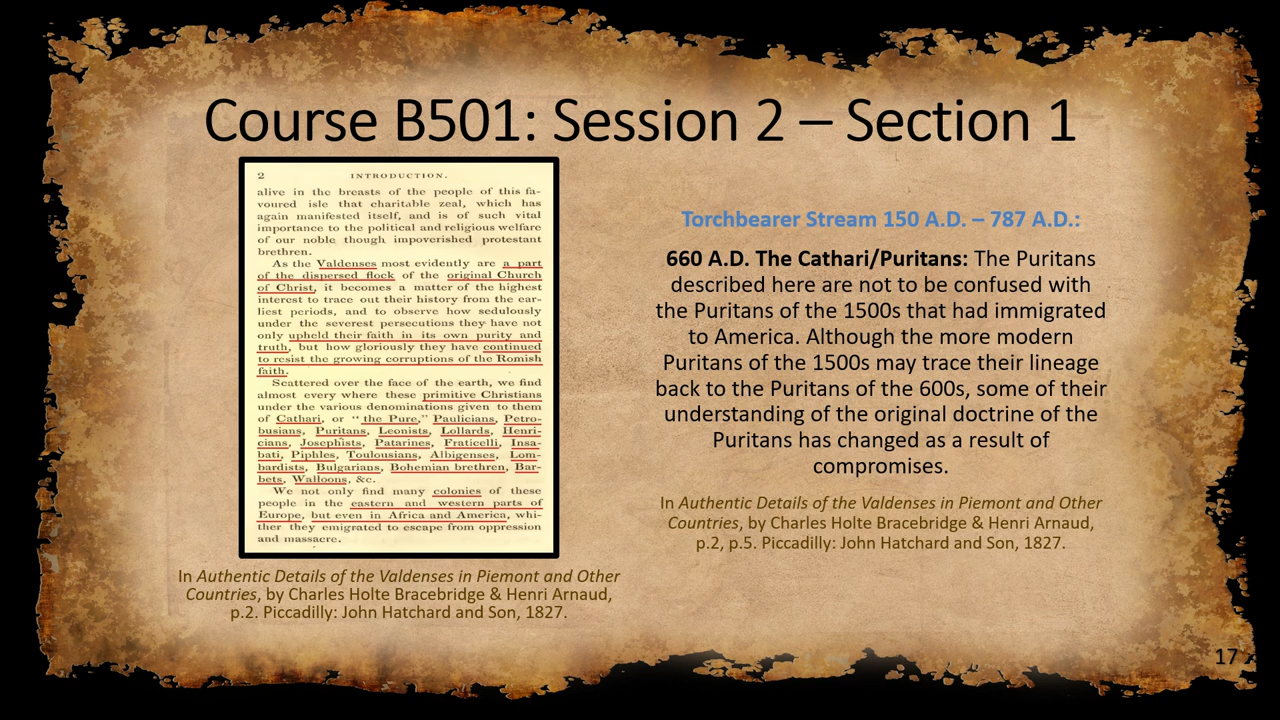 Course B501: Session 2 – Section 1
2 INTRODUCTION.
alive in the breasts of the people of this fa-
voured isle that charitable zeal, which has
again manifested itself, and is of such vital
importance to the political and religious welfare
of our noble though impoverished protestant
brethren.
As the Valdenses most evidently are a part
of the dispersed flock of the original Church
of Christ, it becomes a matter of the highest
interest to trace out their history from the ear-
liest periods, and to observe how sedulously
under the severest persecutions they have not
only upheld their faith in its own purity and
truth, but how gloriously they have continued
to resist the growing corruptions of the Romish
faith.
Scattered over the face of the earth, we find
almost every where these primitive Christians
under the various denominations given to them
of Cathari, or "the Pure," Paulicians, Petro-
busians, Puritans, Leonists, Lollards, Henri-
cians, Josephists, Patarines, Fraticelli, Insa-
bati, Piphles, Toulousians, Albigenses, Lom-
bardists, Bulgarians, Bohemian brethren, Bar-
bets, Walloons, &c.
We not only find many colonies of these
people in the eastern and western parts of
Europe, but even in Africa and America, whi-
ther they emigrated to escape from oppression
and massacre.
In Authentic Details of the Valdenses in Piemont and Other
Countries, by Charles Holte Bracebridge & Henri Arnaud,
p.2. Piccadilly: John Hatchard and Son, 1827.
Torchbearer Stream 150 A.D. – 787 A.D.:
660 A.D. The Cathari/Puritans: The Puritans
described here are not to be confused with
the Puritans of the 1500s that had immigrated
to America. Although the more modern
Puritans of the 1500s may trace their lineage
back to the Puritans of the 600s, some of their
understanding of the original doctrine of the
Puritans has changed as a result of
compromises.
In Authentic Details of the Valdenses in Piemont and Other
Countries, by Charles Holte Bracebridge & Henri Arnaud,
p.2, p.5. Piccadilly: John Hatchard and Son, 1827.
17